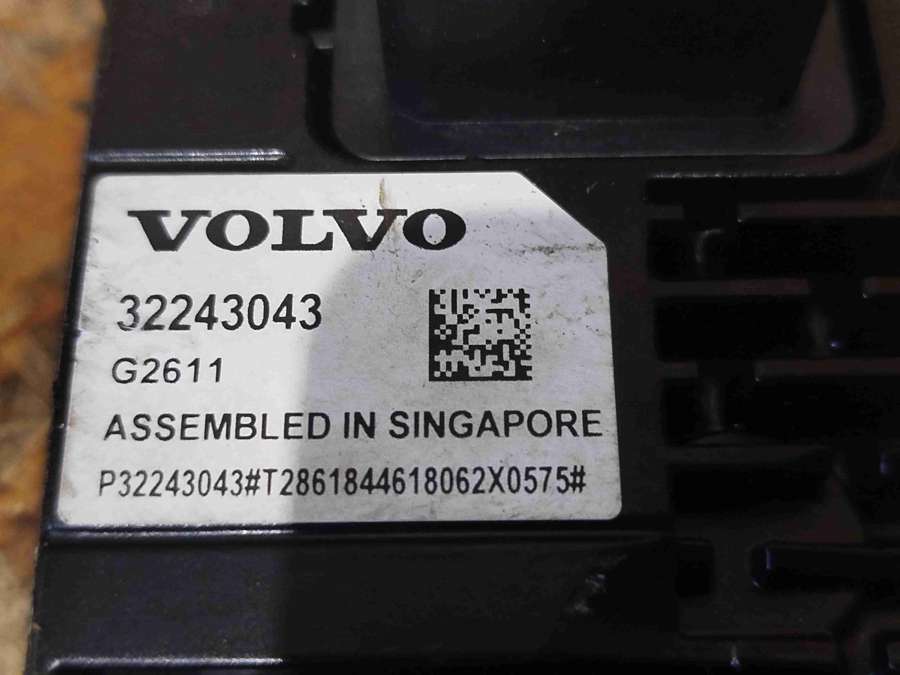 VOLVO
32243043
G2611
ASSEMBLED IN SINGAPORE
P32243043#T2861844618062X0575#